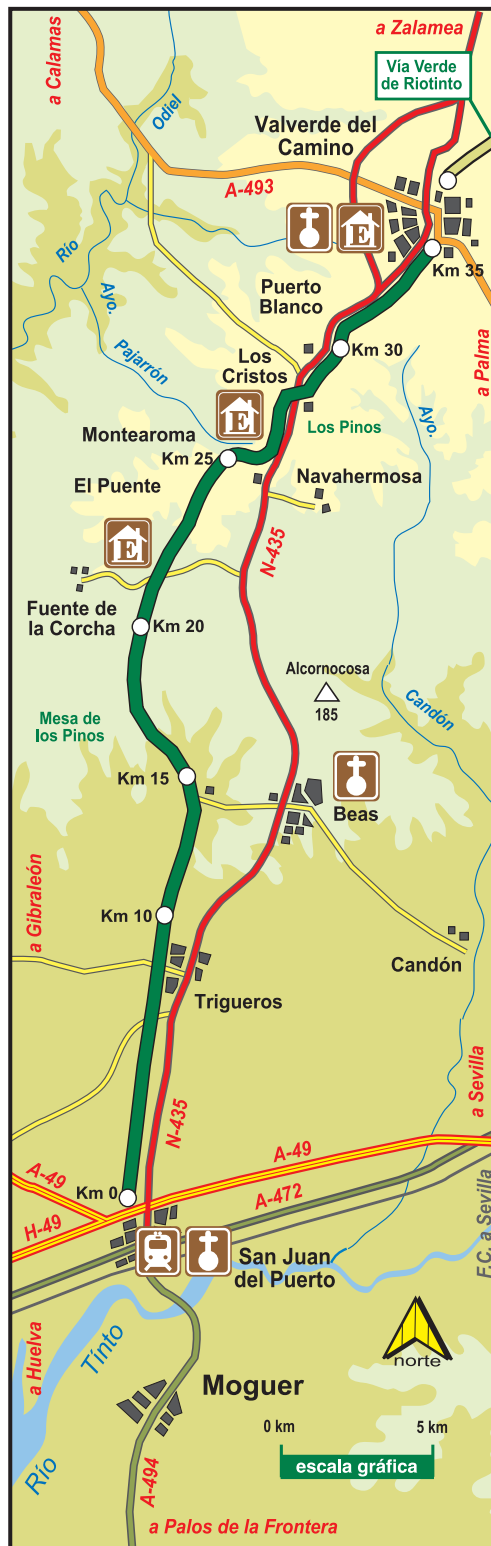 a Zalamea
a Calamas
Vía Verde
de Riotinto
Odiel
Valverde del
Camino
A-493
E
Km 35
Río
Ayo.
Puerto
Blanco
Pajarrón
Km 30
Los
Cristos
a Palma
E
Ayo.
Los Pinos
Montearoma
Km 25
Navahermosa
El Puente
N-435
E
Fuente de
la Corcha
Km 20
Alcornocosa
185
Candón
Mesa de
los Pinos
Km 15
Beas
a Gibraleón
Km 10
Candón
Trigueros
a Sevilla
N-435
A-49
A-49
Km 0
A-472
H-49
F.C. a Sevilla
San Juan
del Puerto
a Huelva
Tínto
Río
norte
Moguer
0 km
5 km
escala gráfica
A-494
a Palos de la Frontera